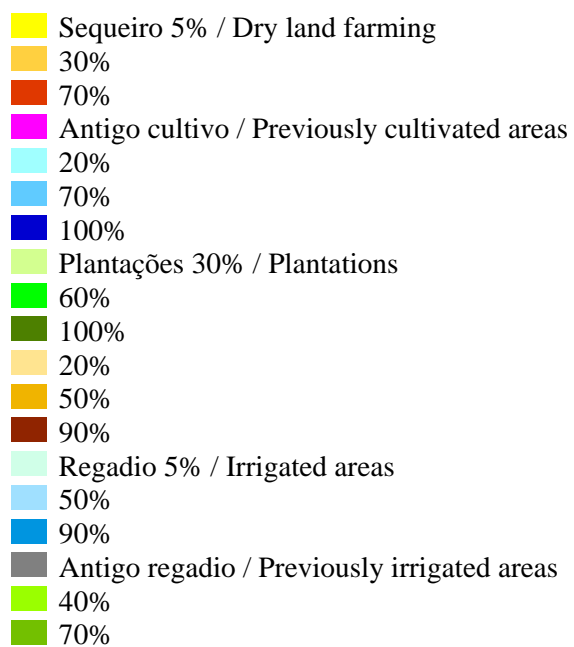 Sequeiro 5% / Dry land farming
30%
70%
Antigo cultivo / Previously cultivated areas
20%
70%
100%
Plantações 30% / Plantations
60%
100%
20%
50%
90%
Regadio 5% / Irrigated areas
50%
90%
Antigo regadio / Previously irrigated areas
40%
70%